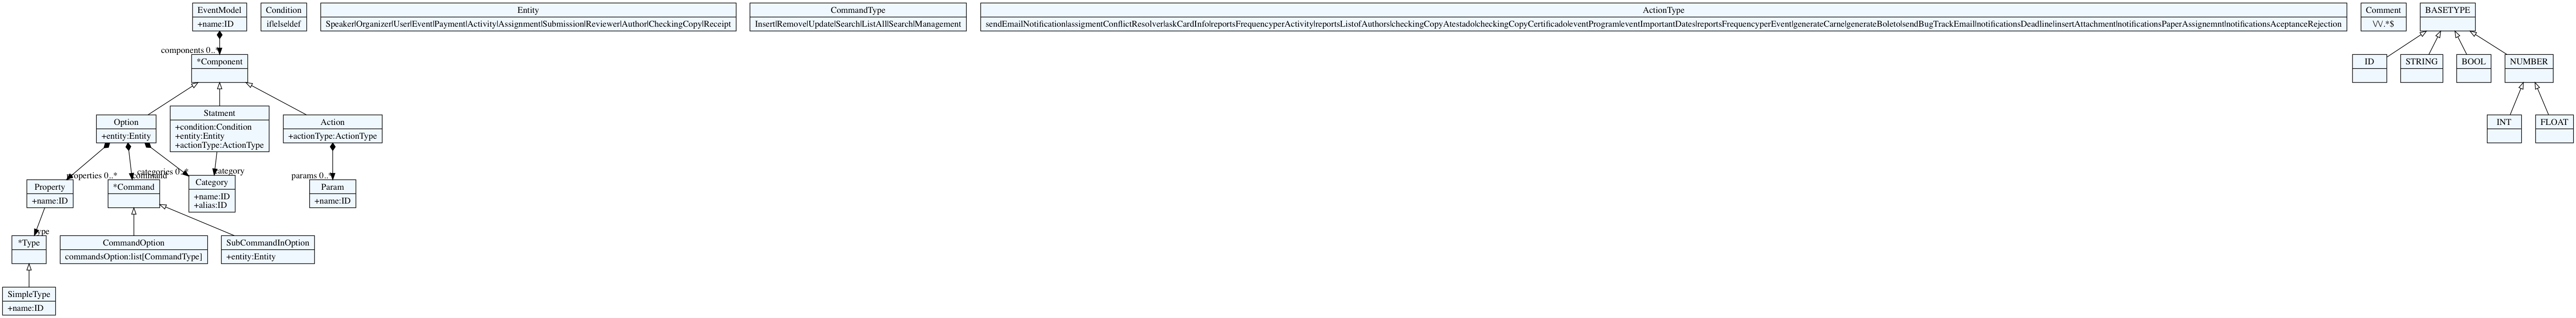 EventModel
+name:ID
Condition
if|else|def
Entity
Speaker|Organizer|User|Event|Payment|Activity|Assignment|Submission|Reviewer|Author|CheckingCopy|Receipt
CommandType
Insert|Remove|Update|Search|ListAll|Search|Management
ActionType
sendEmailNotification|assigmentConflictResolver|askCardInfo|reportsFrequencyperActivity|reportsListofAuthors|checkingCopyAtestado|checkingCopyCertificado|eventProgram|eventImportantDates|reportsFrequencyperEvent|generateCarne|generateBoleto|sendBugTrackEmail|notificationsDeadline|insertAttachment|notificationsPaperAssignemnt|notificationsAceptanceRejection
Comment
\/\/.*$
BASETYPE
components 0..*
*Component
ID
STRING
BOOL
NUMBER
Option
+entity:Entity
Statment
+condition:Condition
+entity:Entity
+actionType:ActionType
Action
+actionType:ActionType
INT
FLOAT
properties 0..*
command
categories 0..*
category
params 0..*
Property
+name:ID
*Command
Category
+name:ID
+alias:ID
Param
+name:ID
type
*Type
CommandOption
commandsOption:list[CommandType]
SubCommandInOption
+entity:Entity
SimpleType
+name:ID